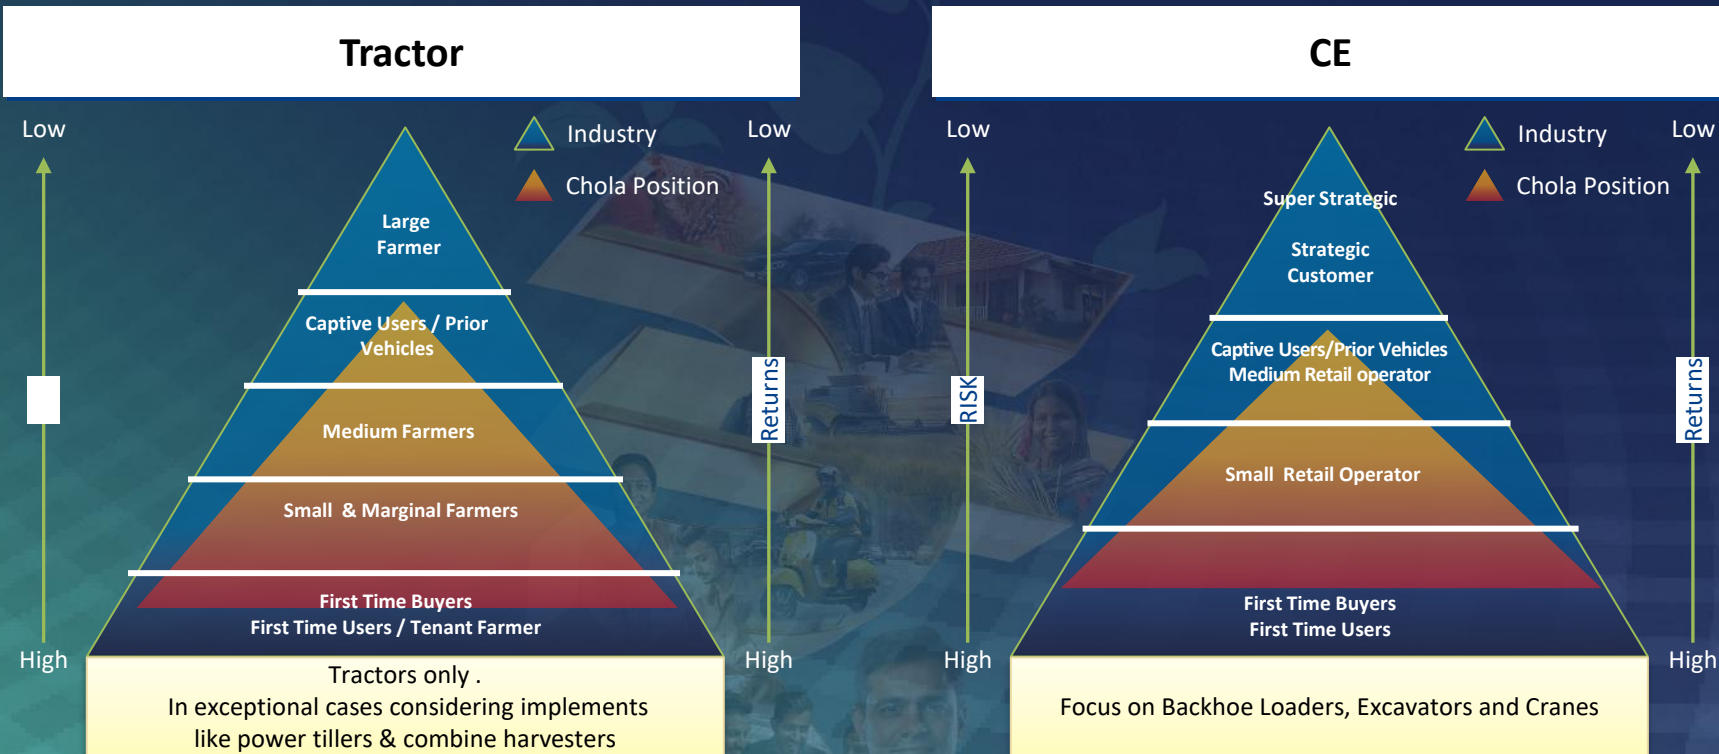 Tractor
Low
Industry
Chola Position
Low
Large
Farmer
Captive Users / Prior
Vehicles
Medium Farmers
Small & Marginal Farmers
First Time Buyers
First Time Users / Tenant Farmer
Returns
High
High
Tractors only .
In exceptional cases considering implements
like power tillers & combine harvesters
CE
Low
Industry
Chola Position
Low
Super Strategic
Strategic
Customer
Captive Users/Prior Vehicles
Medium Retail operator
Small Retail Operator
First Time Buyers
First Time Users
RISK
Returns
High
High
Focus on Backhoe Loaders, Excavators and Cranes